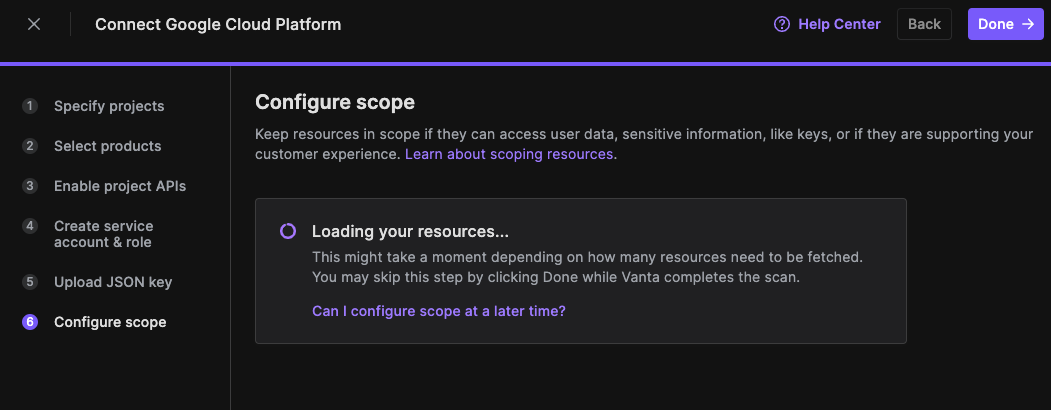 Connect Google Cloud Platform
Help Center
Back
Done
1 Specify projects
2 Select products
3 Enable project APIs
4 Create service
account & role
5 Upload JSON key
6 Configure scope
Configure scope
Keep resources in scope if they can access user data, sensitive information, like keys, or if they are supporting your
customer experience. Learn about scoping resources.
Loading your resources...
This might take a moment depending on how many resources need to be fetched.
You may skip this step by clicking Done while Vanta completes the scan.
Can I configure scope at a later time?